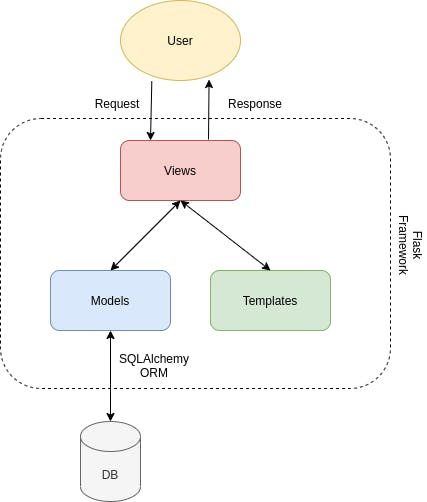 User
Request
Response
Views
Flask
Framework
Models
Templates
SQLAlchemy
ORM
DB